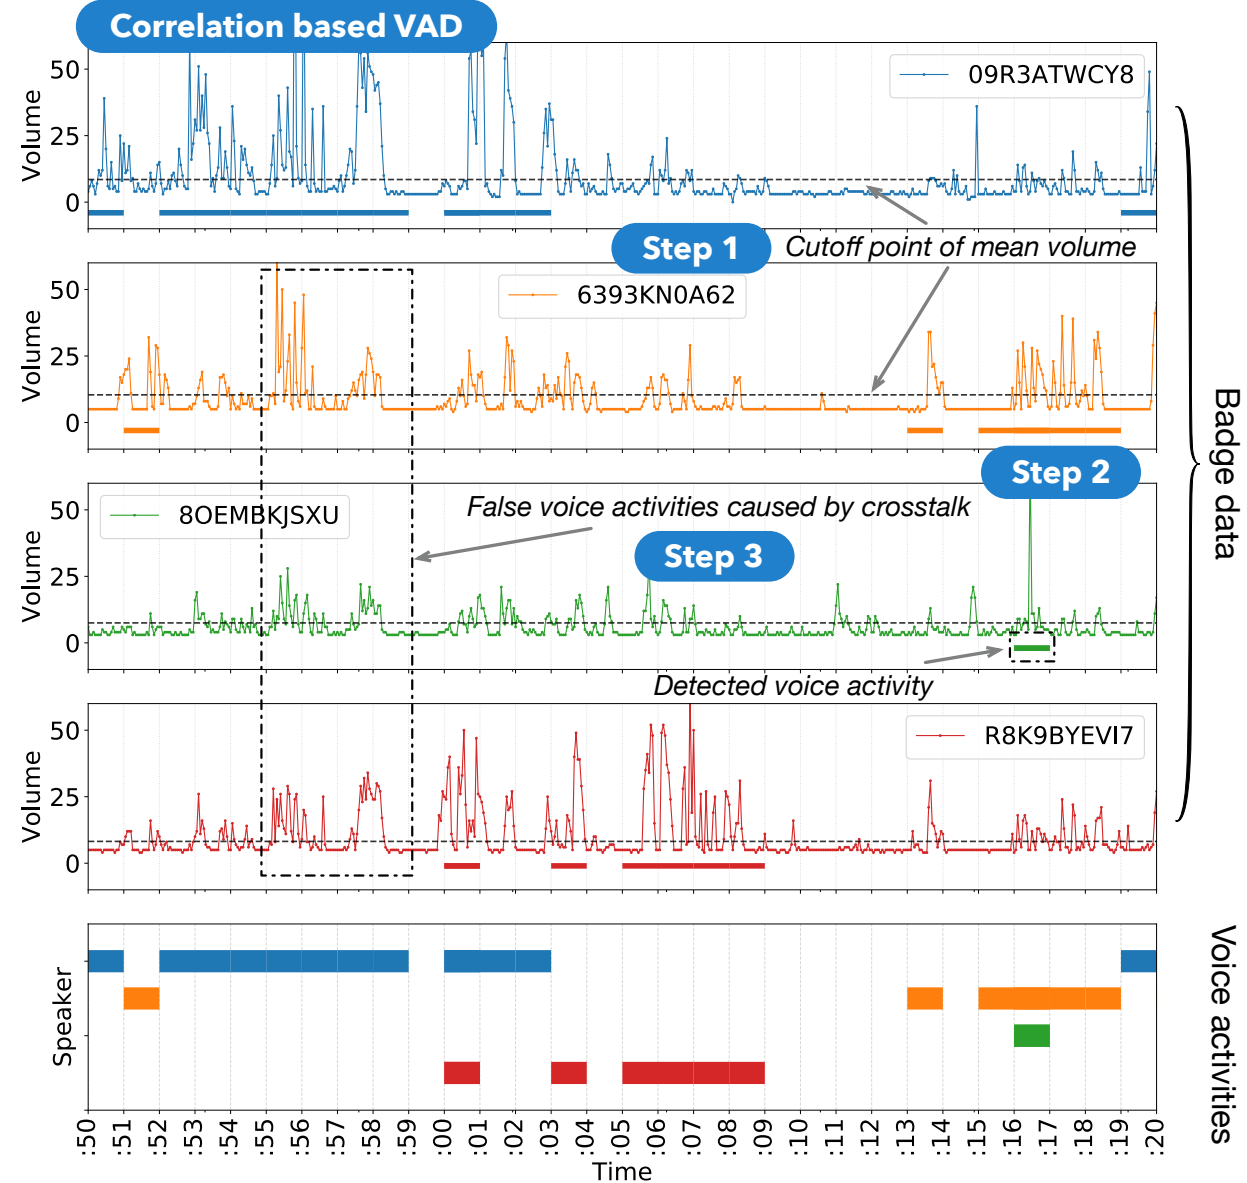 Correlation based VAD
50
25
0
Volume
09R3ATWCY8
Step 1
Cutoff point of mean volume
50
25
0
Volume
6393KN0A62
Step 2
50
25
0
Volume
8OEMBKJSXU
False voice activities caused by crosstalk
Step 3
Detected voice activity
50
25
0
Volume
R8K9BYEVI7
Badge data
Speaker
Voice activities
:50
:51
:52
:53
:54
:55
:56
:57
:58
:59
:00
:01
:02
:03
:04
:05
:06
:07
:08
:09
:10
:11
:12
:13
:14
:15
:16
:17
:18
:19
:20
Time